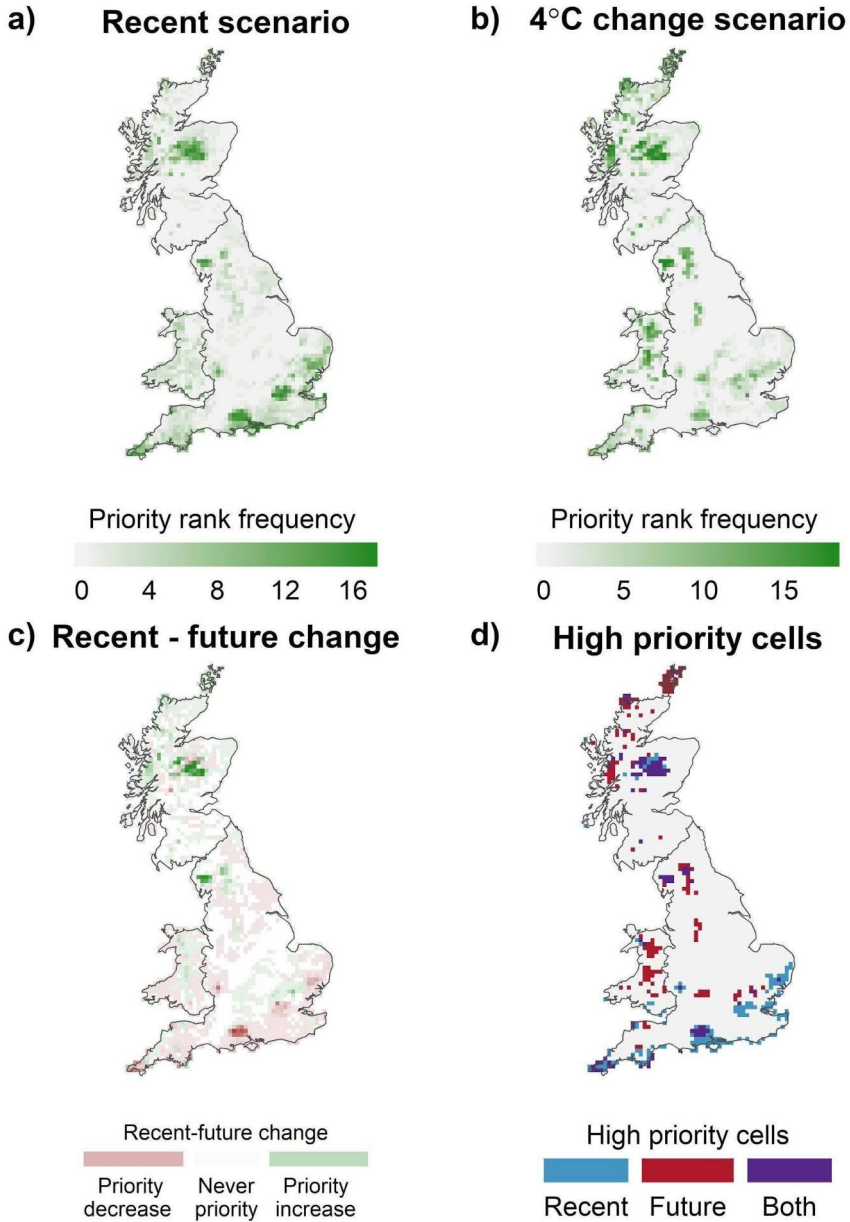 a) Recent scenario
b) 4°C change scenario
Priority rank frequency
0 4 8 12 16
Priority rank frequency
0 5 10 15
c) Recent - future change
d) High priority cells
Recent-future change
Priority decrease
Never priority
Priority increase
High priority cells
Recent Future Both